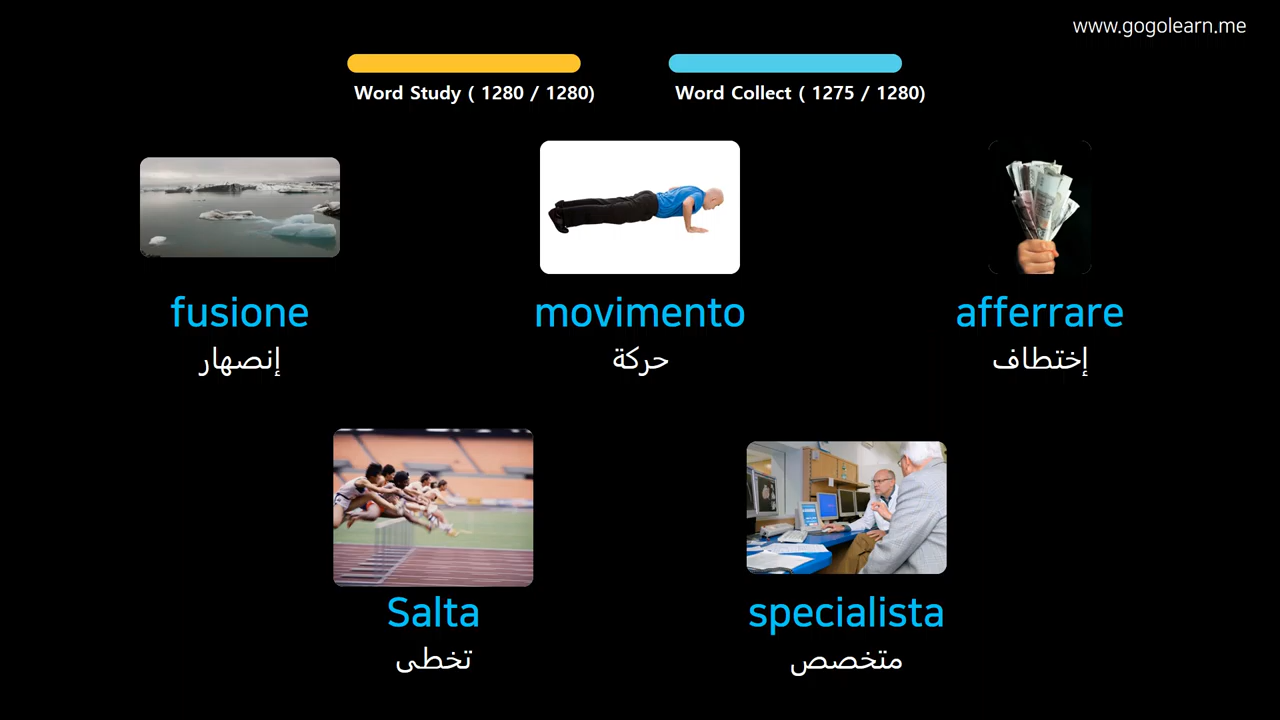 www.gogolearn.me
Word Study ( 1280 / 1280)
Word Collect ( 1275 / 1280)
fusione
إنصهار
movimento
حركة
afferrare
إختطاف
Salta
تخطى
specialista
متخصص